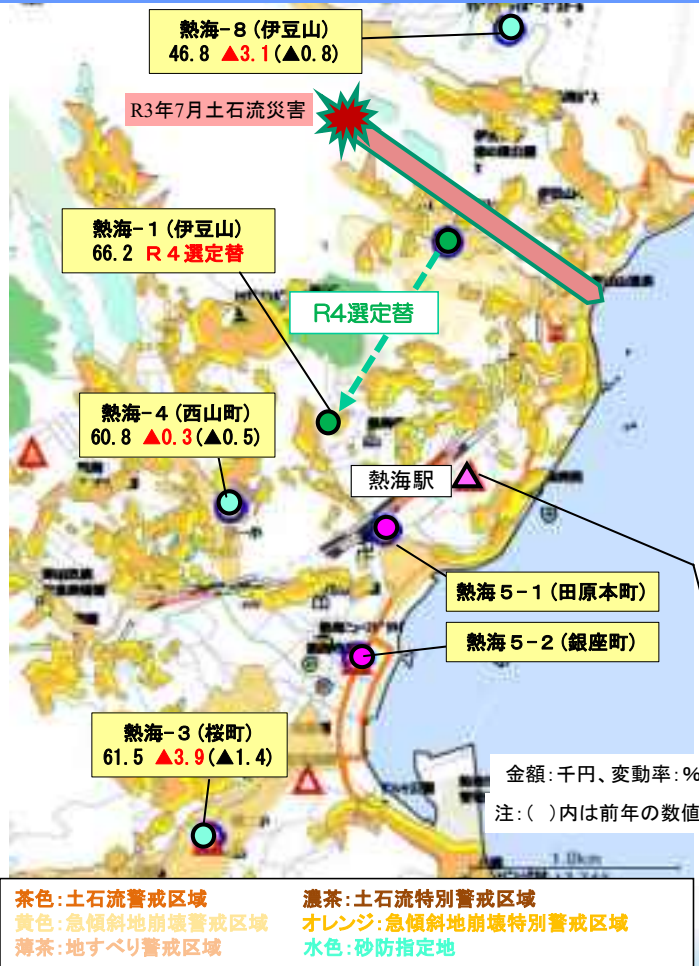 熱海-8(伊豆山)
46.8 ▲3.1(▲0.8)
R3年7月土石流災害
熱海-1(伊豆山)
66.2 R4選定替
R4選定替
熱海-4(西山町)
60.8 ▲0.3(▲0.5)
熱海駅
熱海5-1(田原本町)
熱海5-2(銀座町)
熱海-3(桜町)
61.5 ▲3.9(▲1.4)
金額:千円、変動率:%
注:( )内は前年の数値
1.0km
茶色:土石流警戒区域
濃茶:土石流特別警戒区域
黄色:急傾斜地崩壊警戒区域
オレンジ:急傾斜地崩壊特別警戒区域
薄茶:地すべり警戒区域
水色:砂防指定地